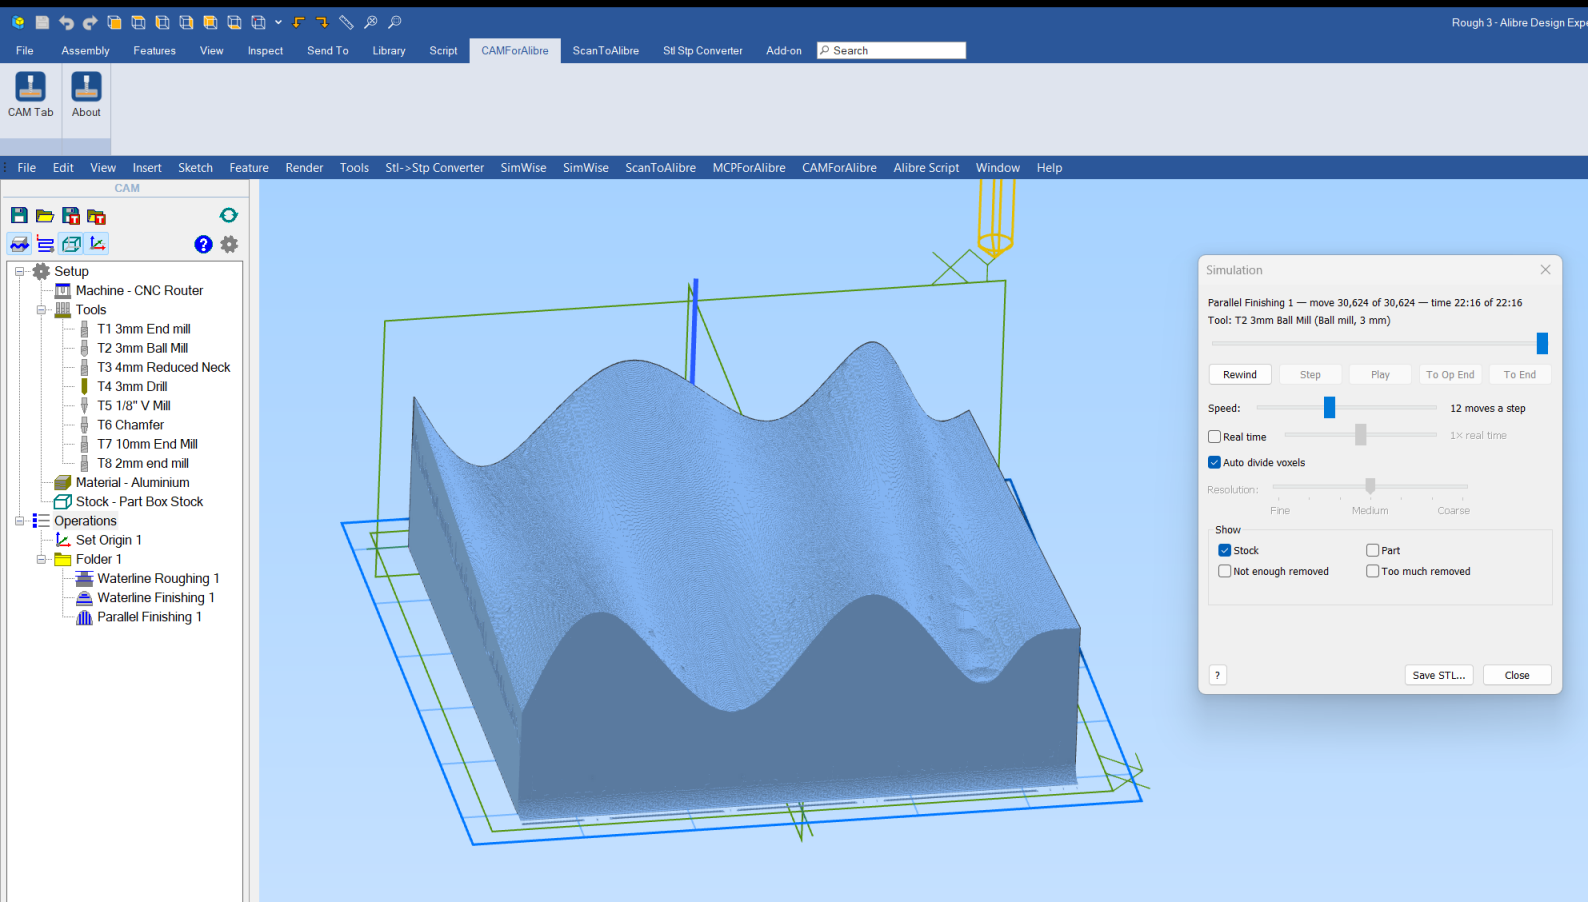 Rough 3 - Alibre Design Expe
File Assembly Features View Inspect Send To Library Script CAMForAlibre ScanToAlibre Stl Stp Converter Add-on Search
CAM Tab About
File Edit View Insert Sketch Feature Render Tools Stl->Stp Converter SimWise SimWise ScanToAlibre MCPForAlibre CAMForAlibre Alibre Script Window Help
CAM
Setup
Machine - CNC Router
Tools
T1 3mm End mill
T2 3mm Ball Mill
T3 4mm Reduced Neck
T4 3mm Drill
T5 1/8" V Mill
T6 Chamfer
T7 10mm End Mill
T8 2mm end mill
Material - Aluminium
Stock - Part Box Stock
Operations
Set Origin 1
Folder 1
Waterline Roughing 1
Waterline Finishing 1
Parallel Finishing 1
Simulation
Parallel Finishing 1 — move 30,624 of 30,624 — time 22:16 of 22:16
Tool: T2 3mm Ball Mill (Ball mill, 3 mm)
Rewind Step Play To Op End To End
Speed: 12 moves a step
Real time 1× real time
Auto divide voxels
Resolution:
Fine Medium Coarse
Show
Stock Part
Not enough removed Too much removed
? Save STL... Close